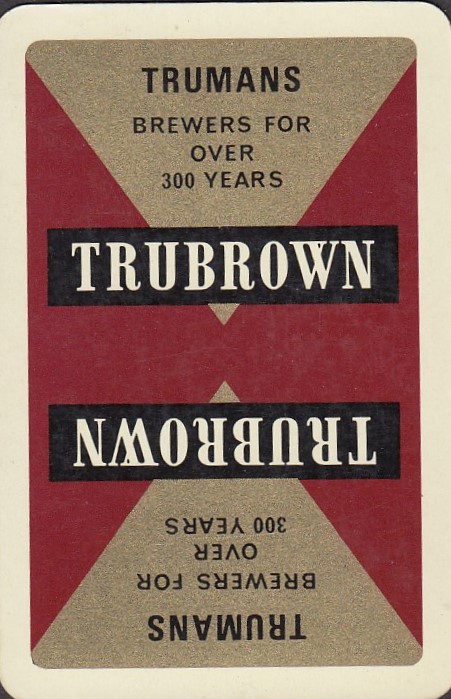 TRUMANS
BREWERS FOR
OVER
300 YEARS
TRUBROWN
TRUBROWN
300 YEARS
OVER
BREWERS FOR
TRUMANS